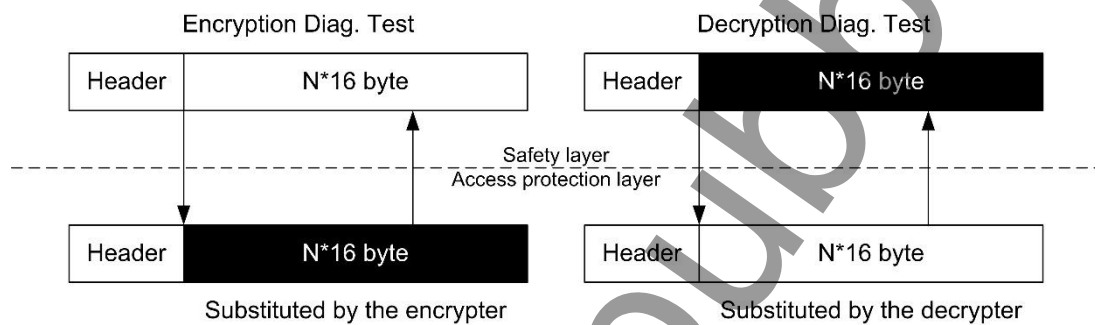 Encryption Diag. Test
Decryption Diag. Test
Header
N*16 byte
Header
N*16 byte
Safety layer
Access protection layer
Header
N*16 byte
Header
N*16 byte
Substituted by the encrypter
Substituted by the decrypter